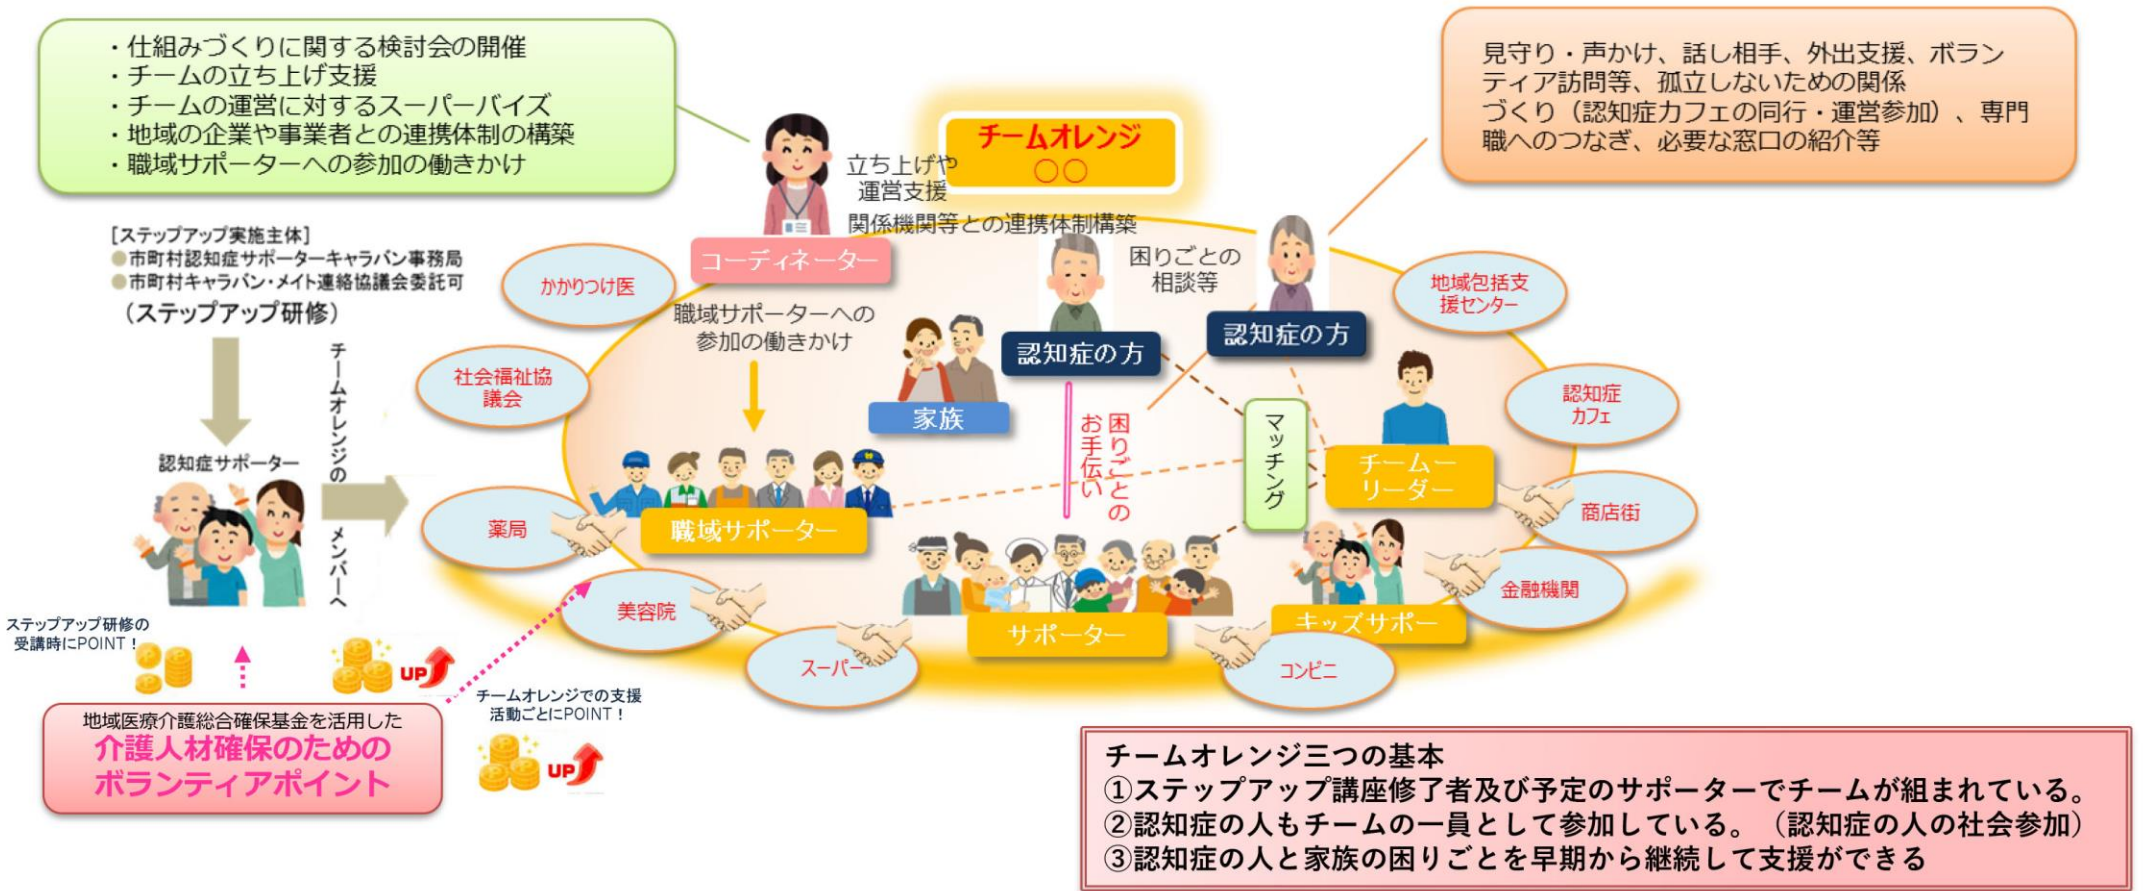 ・仕組みづくりに関する検討会の開催
・チームの立ち上げ支援
・チームの運営に対するスーパーバイズ
・地域の企業や事業者との連携体制の構築
・職域サポーターへの参加の働きかけ
チームオレンジ
〇〇
見守り・声かけ、話し相手、外出支援、ボラン
ティア訪問等、孤立しないための関係
づくり（認知症カフェの同行・運営参加）、専門
職へのつなぎ、必要な窓口の紹介等
立ち上げや
運営支援
関係機関等との連携体制構築
コーディネーター
困りごとの
相談等
[ステップアップ実施主体]
●市町村認知症サポーターキャラバン事務局
●市町村キャラバン・メイト連絡協議会委託可
（ステップアップ研修）
かかりつけ医
地域包括支
援センター
職域サポーターへの
参加の働きかけ
認知症の方
認知症の方
チームオレンジの
メンバーへ
社会福祉協
議会
家族
認知症
カフェ
困りごとの
お手伝い
マッチング
チームー
リーダー
認知症サポーター
薬局
職域サポーター
商店街
美容院
金融機関
サポーター
キッズサポー
スーパー
コンビニ
ステップアップ研修の
受講時にPOINT！
UP
チームオレンジでの支援
活動ごとにPOINT！
UP
地域医療介護総合確保基金を活用した
介護人材確保のための
ボランティアポイント
チームオレンジ三つの基本
①ステップアップ講座修了者及び予定のサポーターでチームが組まれている。
②認知症の人もチームの一員として参加している。（認知症の人の社会参加）
③認知症の人と家族の困りごとを早期から継続して支援ができる